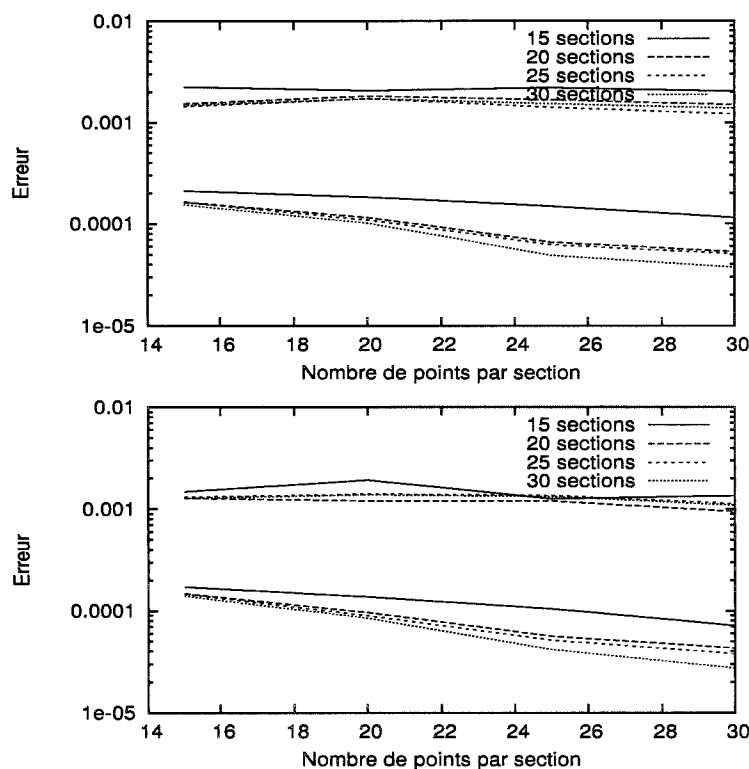 0.01
15 sections
20 sections
25 sections
30 sections
0.001
Erreur
0.0001
1e-05
14 16 18 20 22 24 26 28 30
Nombre de points par section
0.01
15 sections
20 sections
25 sections
30 sections
0.001
Erreur
0.0001
1e-05
14 16 18 20 22 24 26 28 30
Nombre de points par section